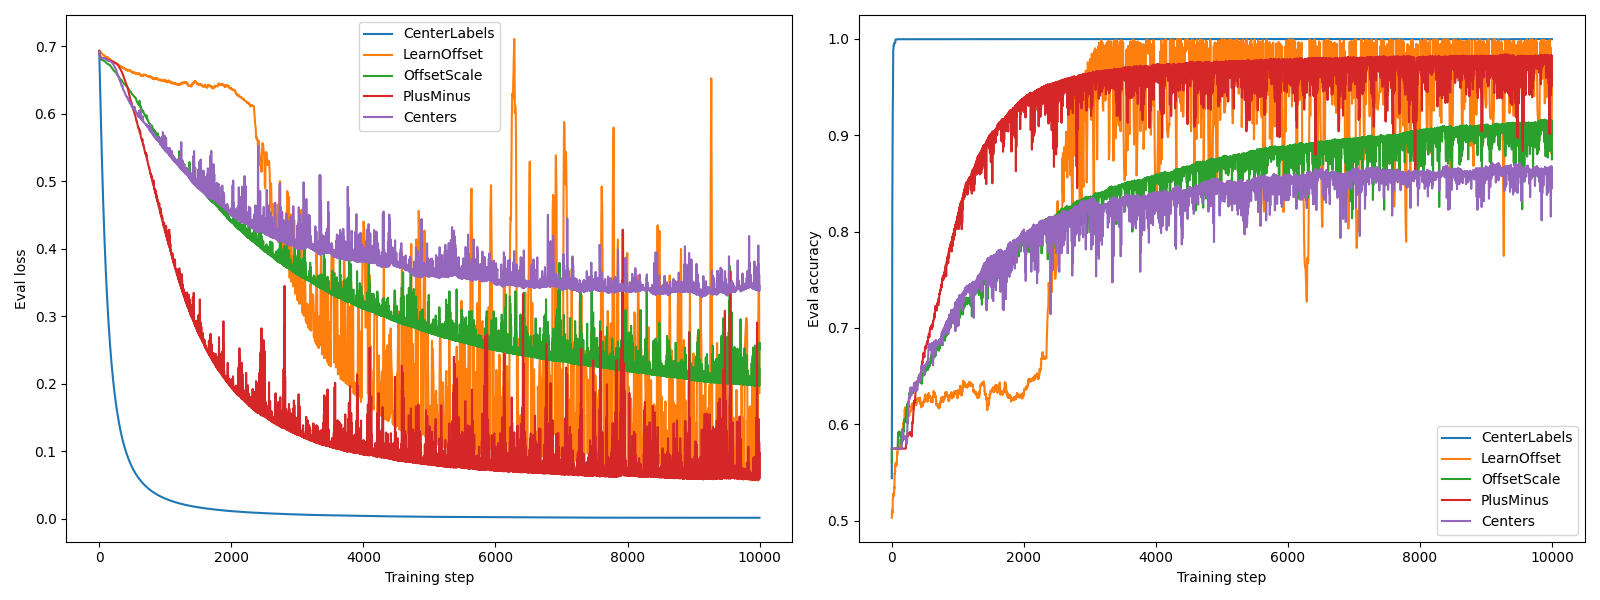 Eval loss
0.7
0.6
0.5
0.4
0.3
0.2
0.1
0.0
0
2000
4000
6000
8000
10000
Training step
CenterLabels
LearnOffset
OffsetScale
PlusMinus
Centers
Eval accuracy
1.0
0.9
0.8
0.7
0.6
0.5
0
2000
4000
6000
8000
10000
Training step
CenterLabels
LearnOffset
OffsetScale
PlusMinus
Centers